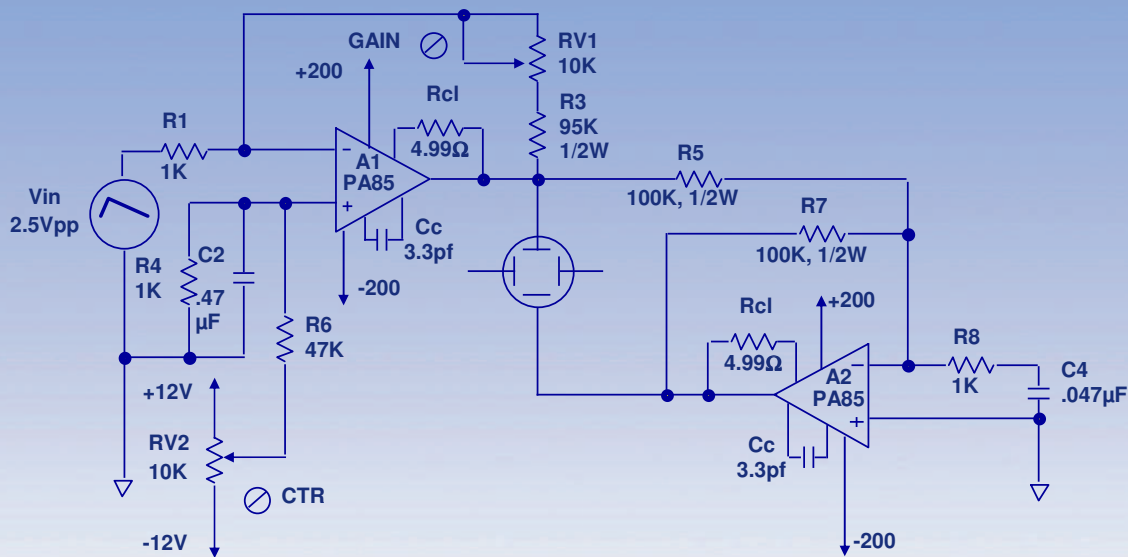 GAIN
RV1
10K
+200
Rcl
4.99Ω
R3
95K
1/2W
R1
1K
−
A1
PA85
+
R5
100K, 1/2W
Vin
2.5Vpp
R7
100K, 1/2W
Cc
3.3pf
R4
1K
C2
.47
µF
-200
R6
47K
Rcl
4.99Ω
+200
R8
1K
C4
.047µF
A2
PA85
−
+
+12V
RV2
10K
CTR
Cc
3.3pf
-12V
-200